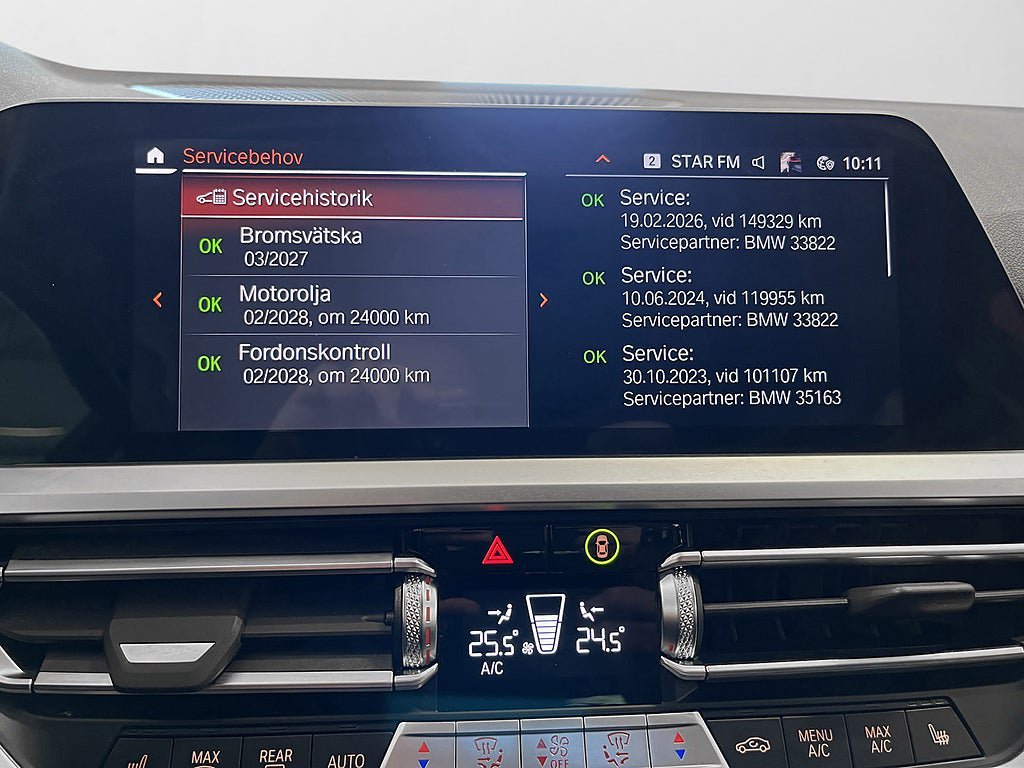 Servicebehov
2 STAR FM 10:11
Servicehistorik
OK Bromsvätska
03/2027
OK Motorolja
02/2028, om 24000 km
OK Fordonskontroll
02/2028, om 24000 km
OK Service:
19.02.2026, vid 149329 km
Servicepartner: BMW 33822
OK Service:
10.06.2024, vid 119955 km
Servicepartner: BMW 33822
OK Service:
30.10.2023, vid 101107 km
Servicepartner: BMW 35163
25.5° 24.5°
A/C
MAX
REAR
AUTO
OFF
MENU
A/C
MAX
A/C